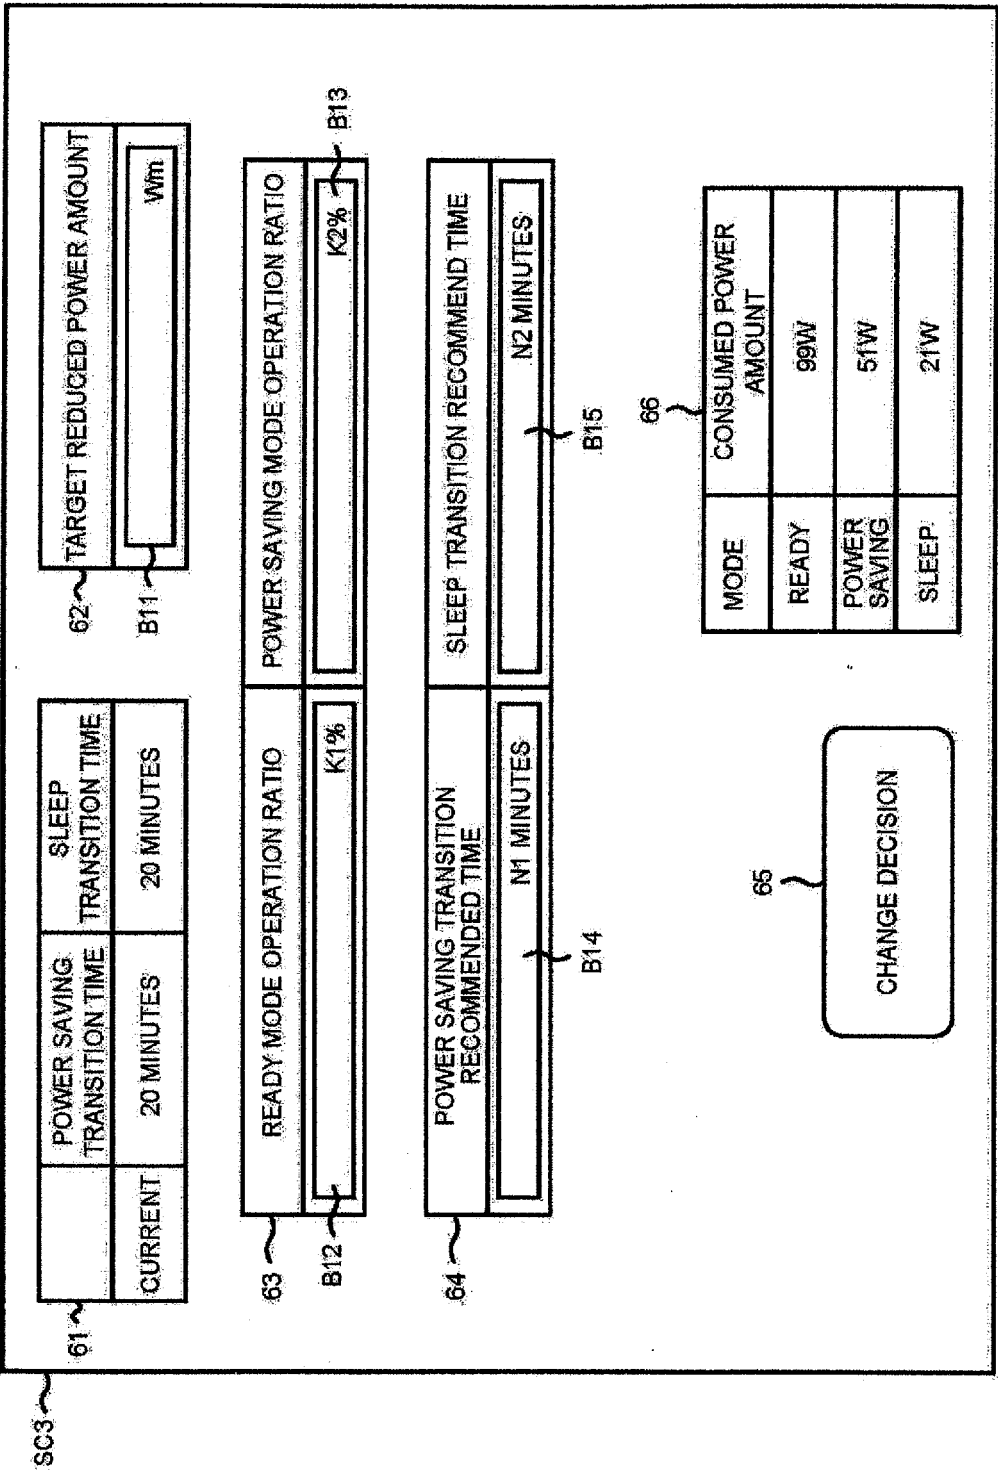 SC3
61
POWER SAVING
TRANSITION TIME
SLEEP
TRANSITION TIME
CURRENT
20 MINUTES
20 MINUTES
62
TARGET REDUCED POWER AMOUNT
B11
Wm
63
READY MODE OPERATION RATIO
POWER SAVING MODE OPERATION RATIO
B12
K1%
K2%
B13
64
POWER SAVING TRANSITION
RECOMMENDED TIME
SLEEP TRANSITION RECOMMEND TIME
N1 MINUTES
N2 MINUTES
B14
B15
65
CHANGE DECISION
66
MODE
CONSUMED POWER
AMOUNT
READY
99W
POWER
SAVING
51W
SLEEP
21W